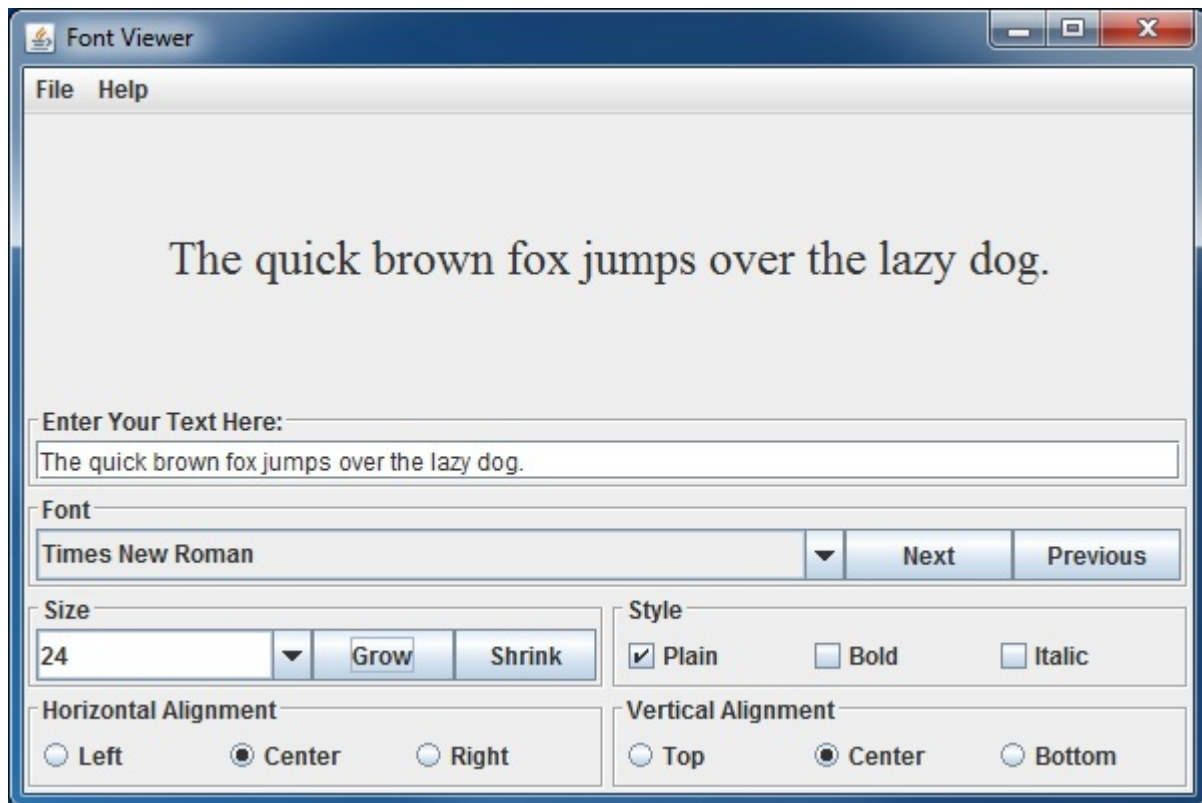 Font Viewer
File Help
The quick brown fox jumps over the lazy dog.
Enter Your Text Here:
The quick brown fox jumps over the lazy dog.
Font
Times New Roman Next Previous
Size Style
24 Grow Shrink Plain Bold Italic
Horizontal Alignment Vertical Alignment
Left Center Right Top Center Bottom